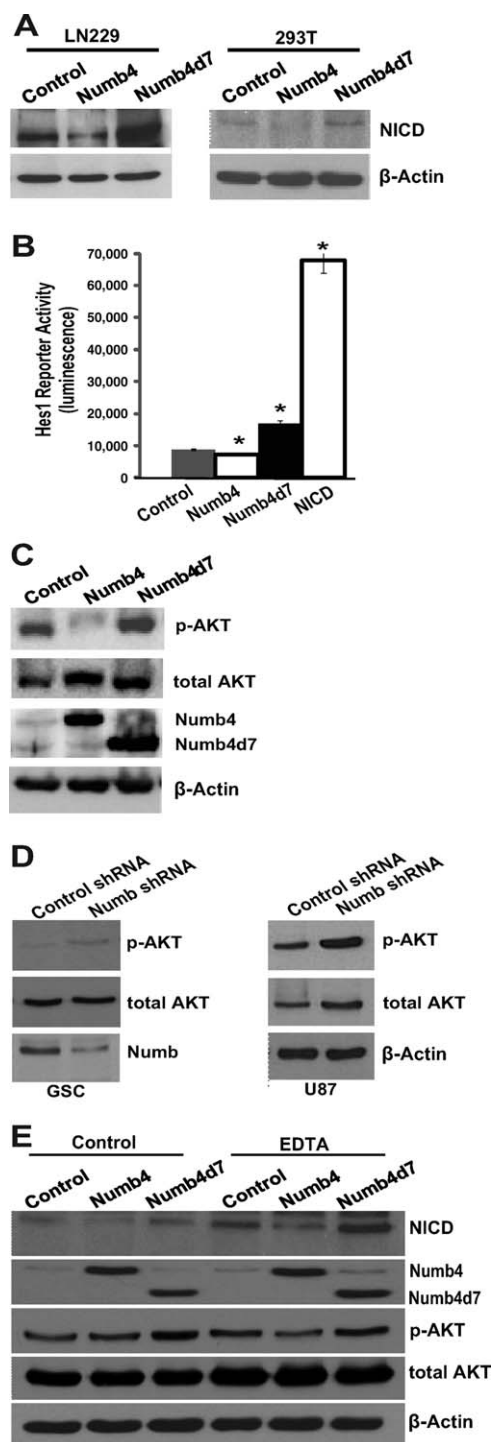 A
LN229 293T
Control Numb4 Numb4d7 Control Numb4 Numb4d7
NICD
β-Actin
B
Hes1 Reporter Activity
(luminescence)
70,000
60,000
50,000
40,000
30,000
20,000
10,000
0
* * *
Control Numb4 Numb4d7 NICD
C
Control Numb4 Numb4d7
p-AKT
total AKT
Numb4
Numb4d7
β-Actin
D
Control shRNA Numb shRNA Control shRNA Numb shRNA
p-AKT p-AKT
total AKT total AKT
Numb β-Actin
GSC U87
E
Control EDTA
Control Numb4 Numb4d7 Control Numb4 Numb4d7
NICD
Numb4
Numb4d7
p-AKT
total AKT
β-Actin